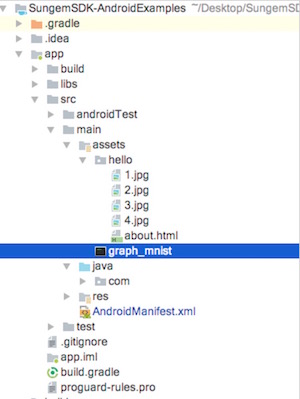 SungemSDK-AndroidExamples ~/Desktop/SungemSD
.gradle
.idea
app
build
libs
src
androidTest
main
assets
hello
1.jpg
2.jpg
3.jpg
4.jpg
about.html
graph_mnist
java
com
res
AndroidManifest.xml
test
.gitignore
app.iml
build.gradle
proguard-rules.pro